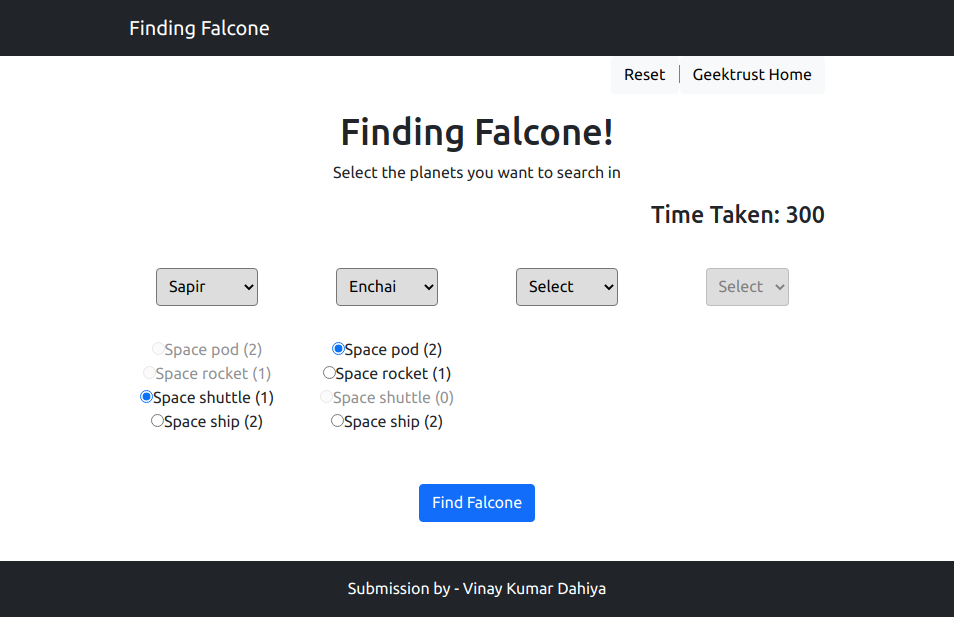 Finding Falcone
Reset | Geektrust Home
Finding Falcone!
Select the planets you want to search in
Time Taken: 300
Sapir Enchai Select Select
Space pod (2) Space pod (2)
Space rocket (1) Space rocket (1)
Space shuttle (1) Space shuttle (0)
Space ship (2) Space ship (2)
Find Falcone
Submission by - Vinay Kumar Dahiya